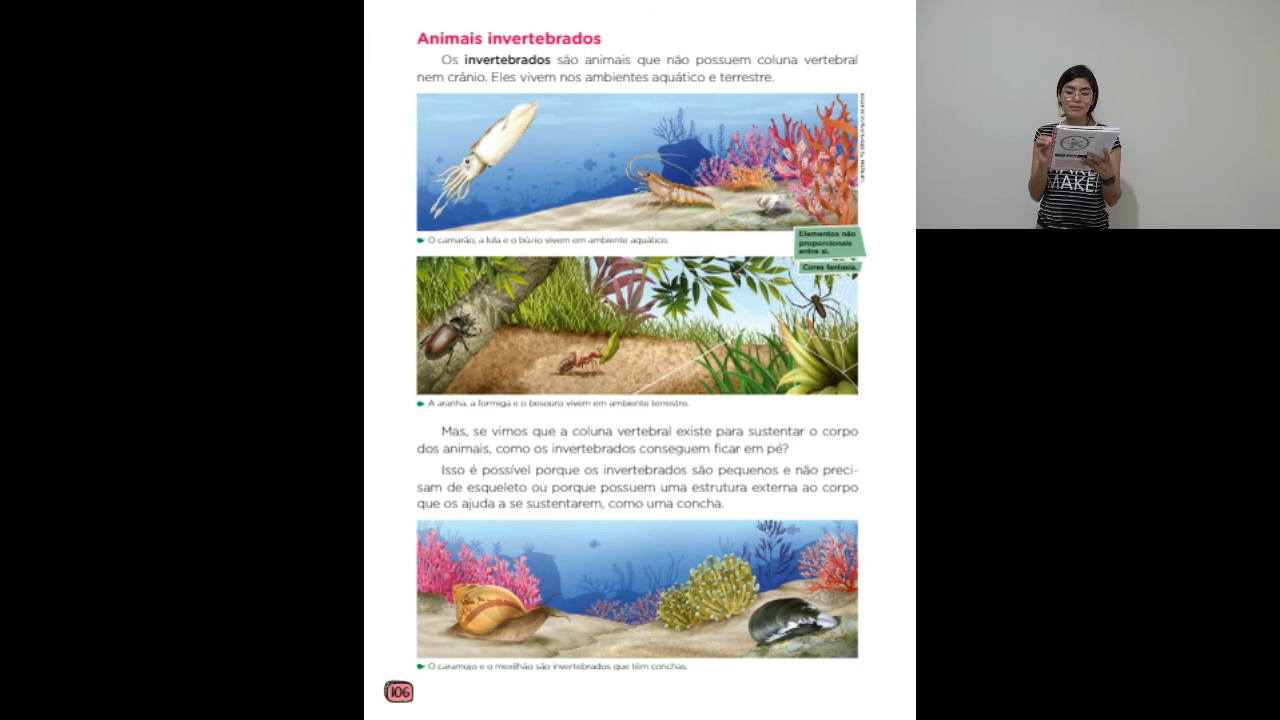 Animais invertebrados
Os invertebrados são animais que não possuem coluna vertebral
nem crânio. Eles vivem nos ambientes aquático e terrestre.
O camarão, a lula e o búzio vivem em ambiente aquático.
Elementos não
proporcionais
entre si.
Cores fantasia.
A aranha, a formiga e o besouro vivem em ambiente terrestre.
Mas, se vimos que a coluna vertebral existe para sustentar o corpo
dos animais, como os invertebrados conseguem ficar em pé?
Isso é possível porque os invertebrados são pequenos e não preci-
sam de esqueleto ou porque possuem uma estrutura externa ao corpo
que os ajuda a se sustentarem, como uma concha.
O caramujo e o mexilhão são invertebrados que têm conchas.
106
MAKE